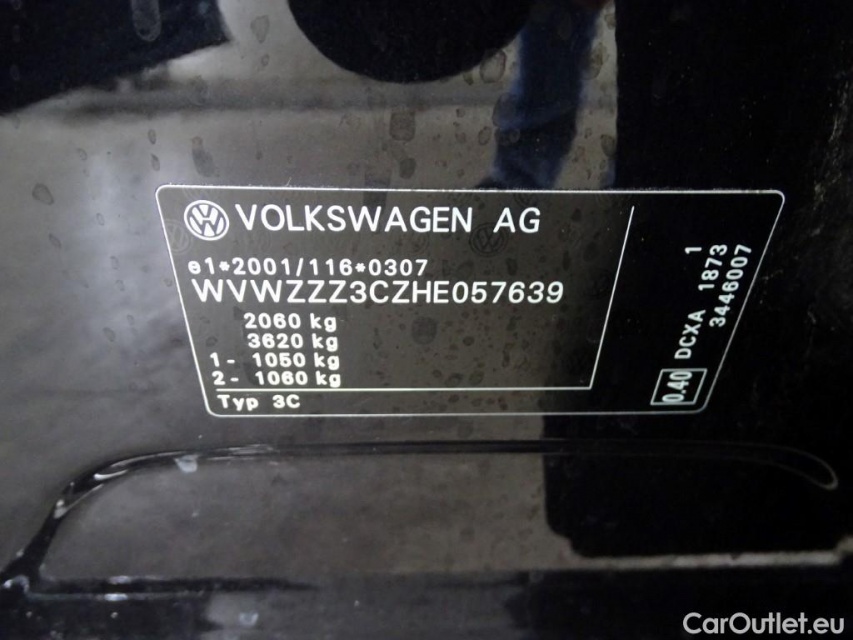 VOLKSWAGEN AG
e1*2001/116*0307
WVWZZZ3CZHE057639
2060 kg
3620 kg
1- 1050 kg
2- 1060 kg
Typ 3C
0.40 DCXA 1873 1
3446007
CarOutlet.eu